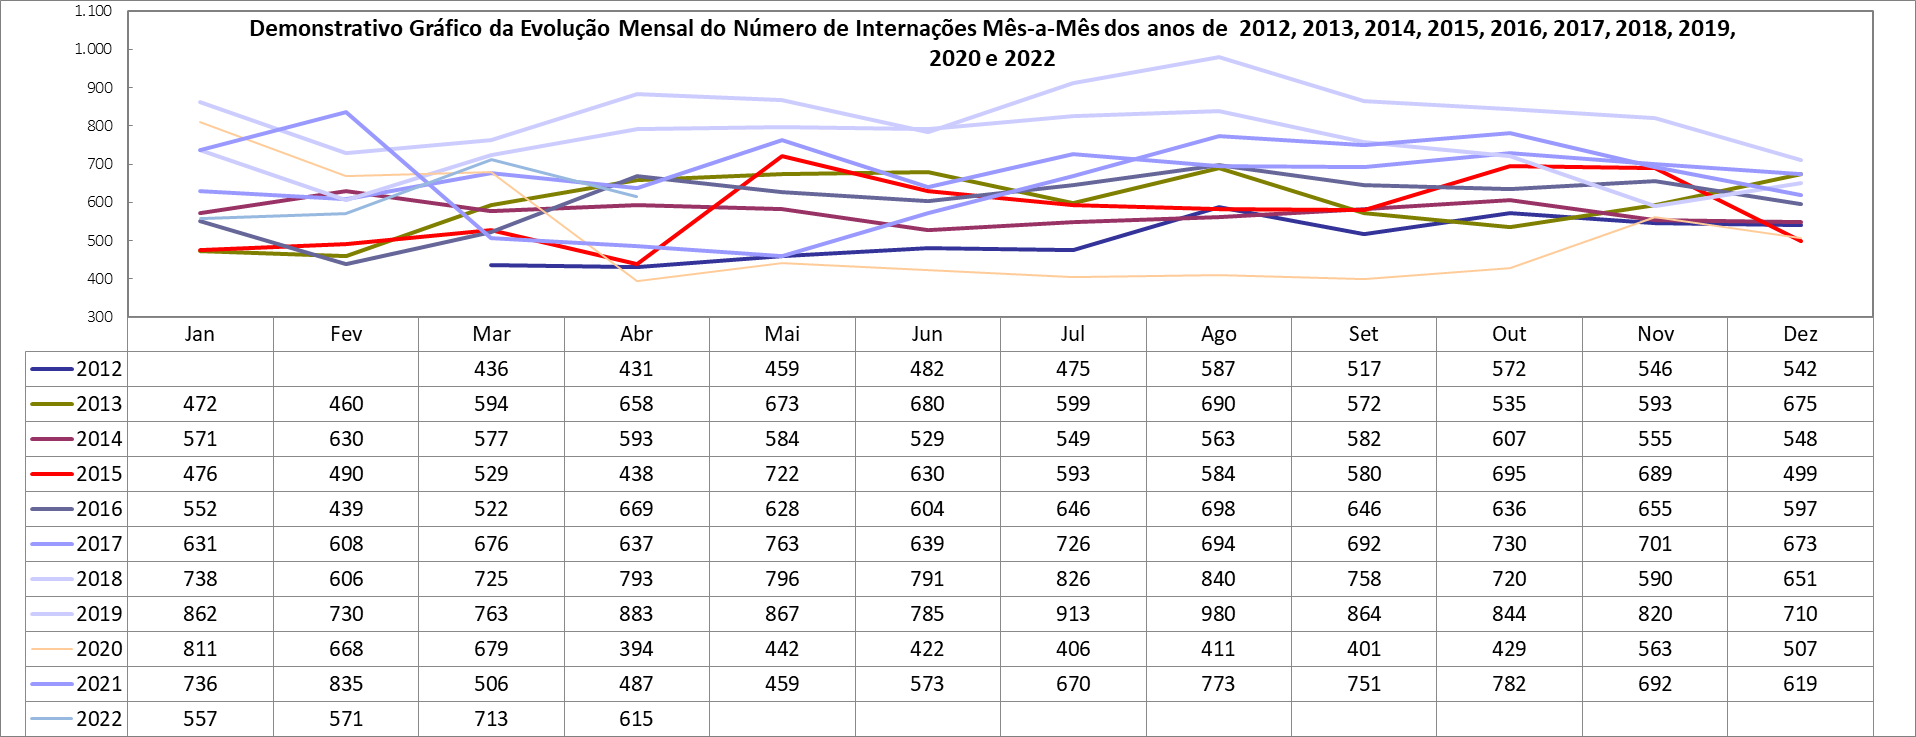 Demonstrativo Gráfico da Evolução Mensal do Número de Internações Mês-a-Mês dos anos de 2012, 2013, 2014, 2015, 2016, 2017, 2018, 2019,
2020 e 2022
1.100
1.000
900
800
700
600
500
400
300
Jan Fev Mar Abr Mai Jun Jul Ago Set Out Nov Dez
2012 436 431 459 482 475 587 517 572 546 542
2013 472 460 594 658 673 680 599 690 572 535 593 675
2014 571 630 577 593 584 529 549 563 582 607 555 548
2015 476 490 529 438 722 630 593 584 580 695 689 499
2016 552 439 522 669 628 604 646 698 646 636 655 597
2017 631 608 676 637 763 639 726 694 692 730 701 673
2018 738 606 725 793 796 791 826 840 758 720 590 651
2019 862 730 763 883 867 785 913 980 864 844 820 710
2020 811 668 679 394 442 422 406 411 401 429 563 507
2021 736 835 506 487 459 573 670 773 751 782 692 619
2022 557 571 713 615